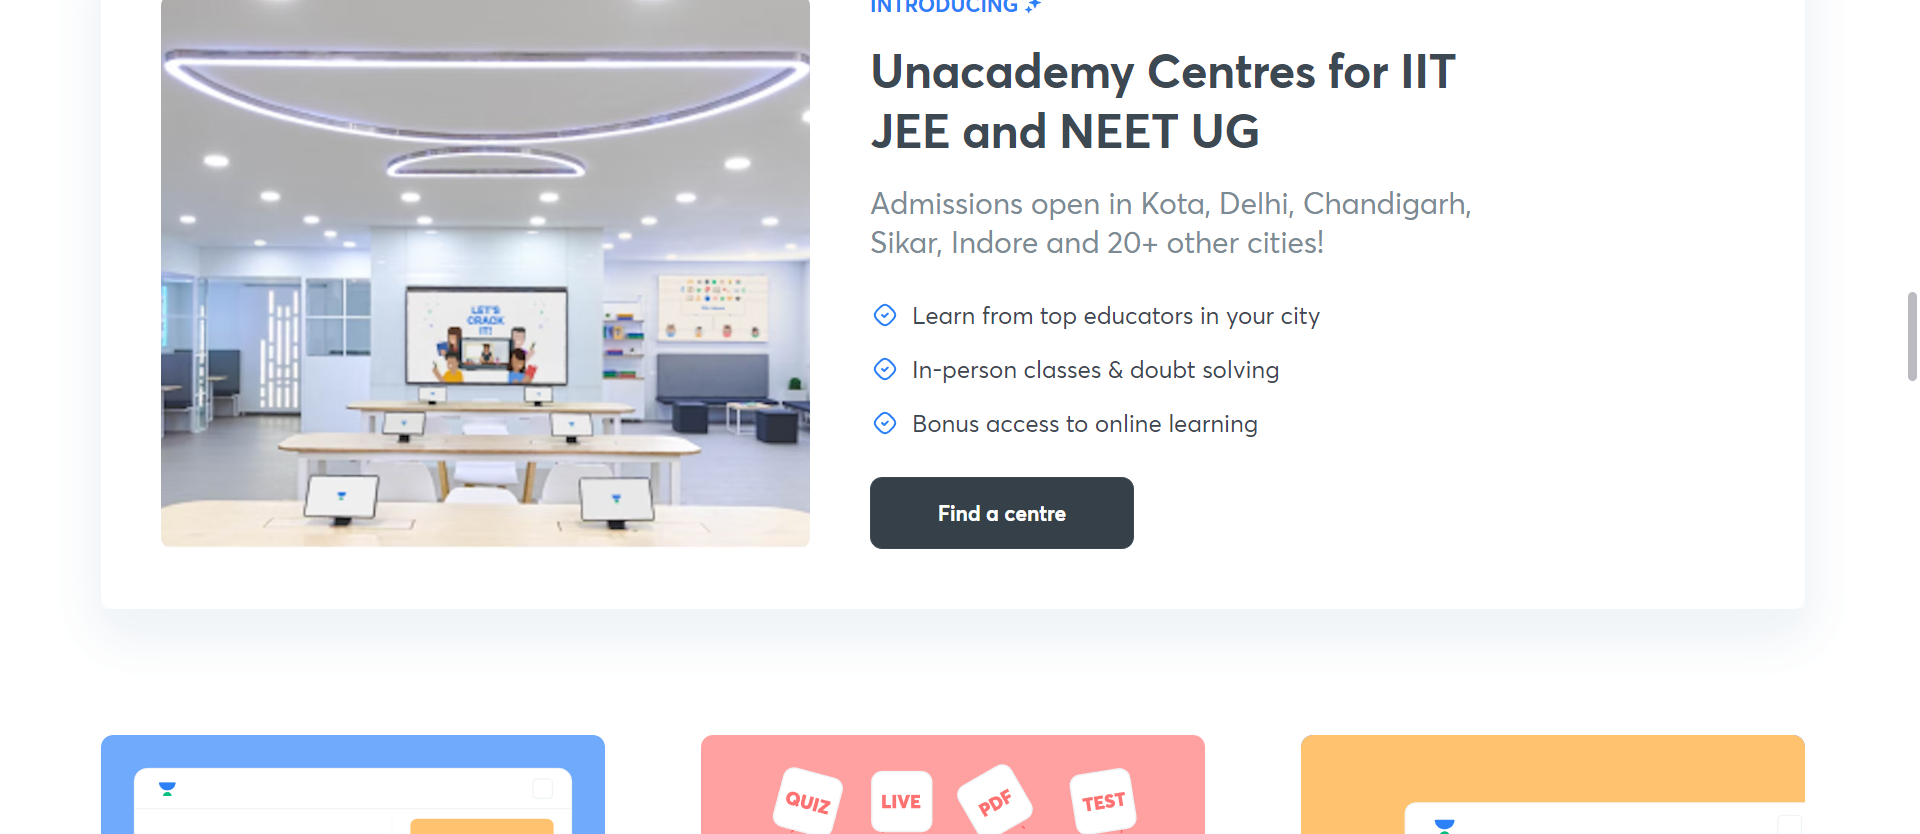 INTRODUCING
Unacademy Centres for IIT
JEE and NEET UG
Admissions open in Kota, Delhi, Chandigarh,
Sikar, Indore and 20+ other cities!
LET'S
CRACK
IT!
Learn from top educators in your city
In-person classes & doubt solving
Bonus access to online learning
Find a centre
QUIZ
LIVE
PDF
TEST